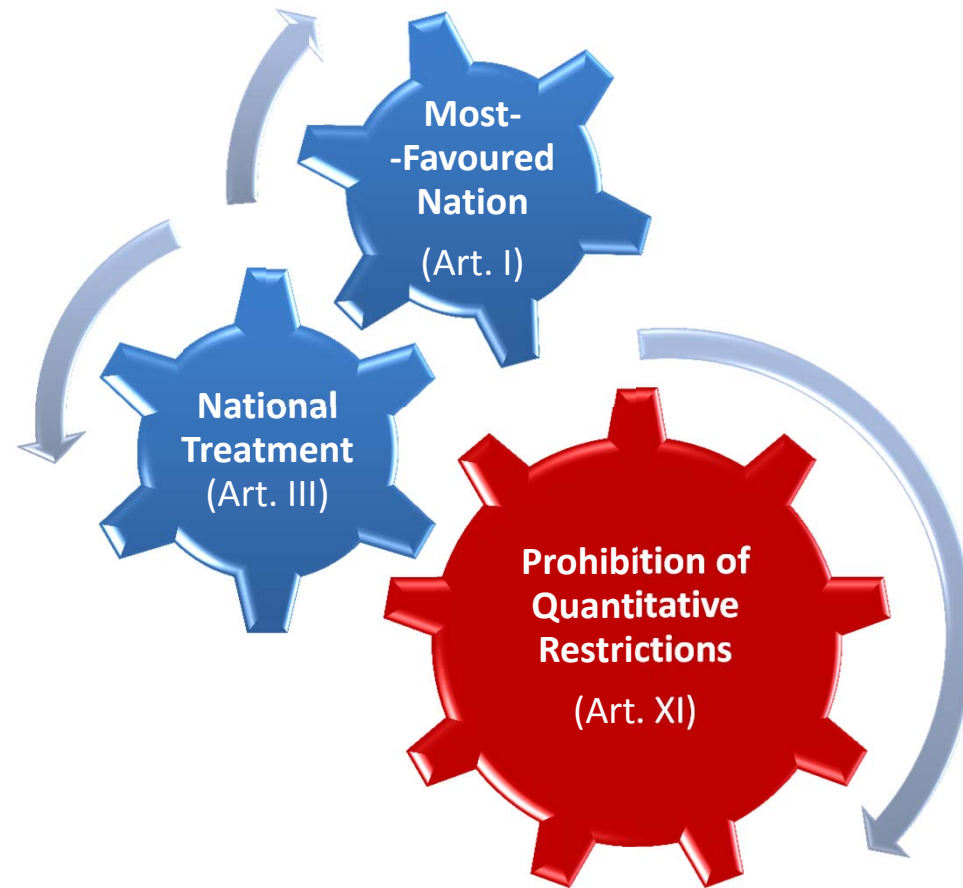 Most-
-Favoured
Nation
(Art. I)
National
Treatment
(Art. III)
Prohibition of
Quantitative
Restrictions
(Art. XI)